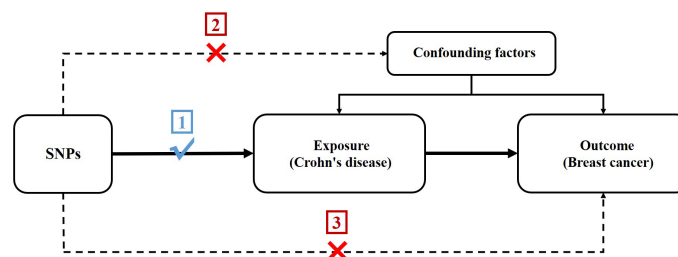 2
Confounding factors
1
SNPs
Exposure
(Crohn's disease)
Outcome
(Breast cancer)
3